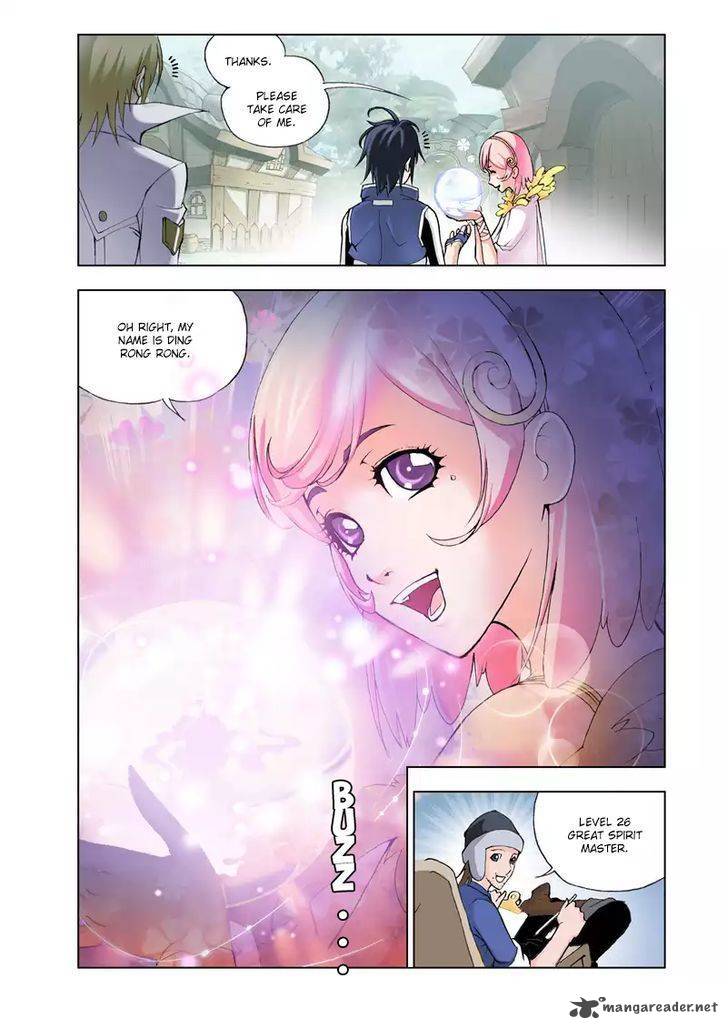 THANKS.
PLEASE
TAKE CARE
OF ME.
OH RIGHT, MY
NAME IS DING
RONG RONG.
BUZZ...
LEVEL 26
GREAT SPIRIT
MASTER.
mangareader.net